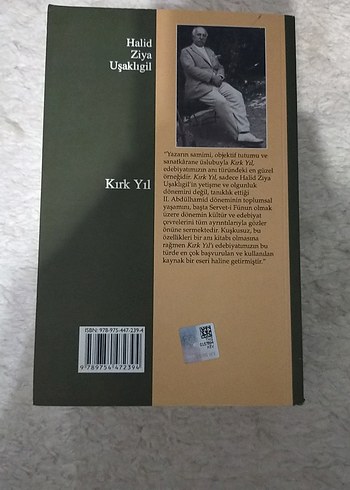 Halid
Ziya
Uşaklıgil
Kırk Yıl
"Yazarın samimi, objektif tutumu ve
sanatkârane üslubuyla Kırk Yıl,
edebiyatımızın anı türündeki en güzel
örneğidir. Kırk Yıl, sadece Halid Ziya
Uşaklıgil'in yetişme ve olgunluk
dönemini değil, tanıklık ettiği
II. Abdülhamid döneminin toplumsal
yaşamını, başta Servet-i Fünun olmak
üzere dönemin kültür ve edebiyat
çevrelerini tüm ayrıntılarıyla gözler
önüne sermektedir. Kuşkusuz, bu
özellikleri bir anı kitabı olmasına
rağmen Kırk Yıl'ı edebiyatımızın bu
türde en çok başvurulan ve kullanılan
kaynak bir eseri haline getirmiştir."
ISBN: 978-975-447-239-4
9789754472394